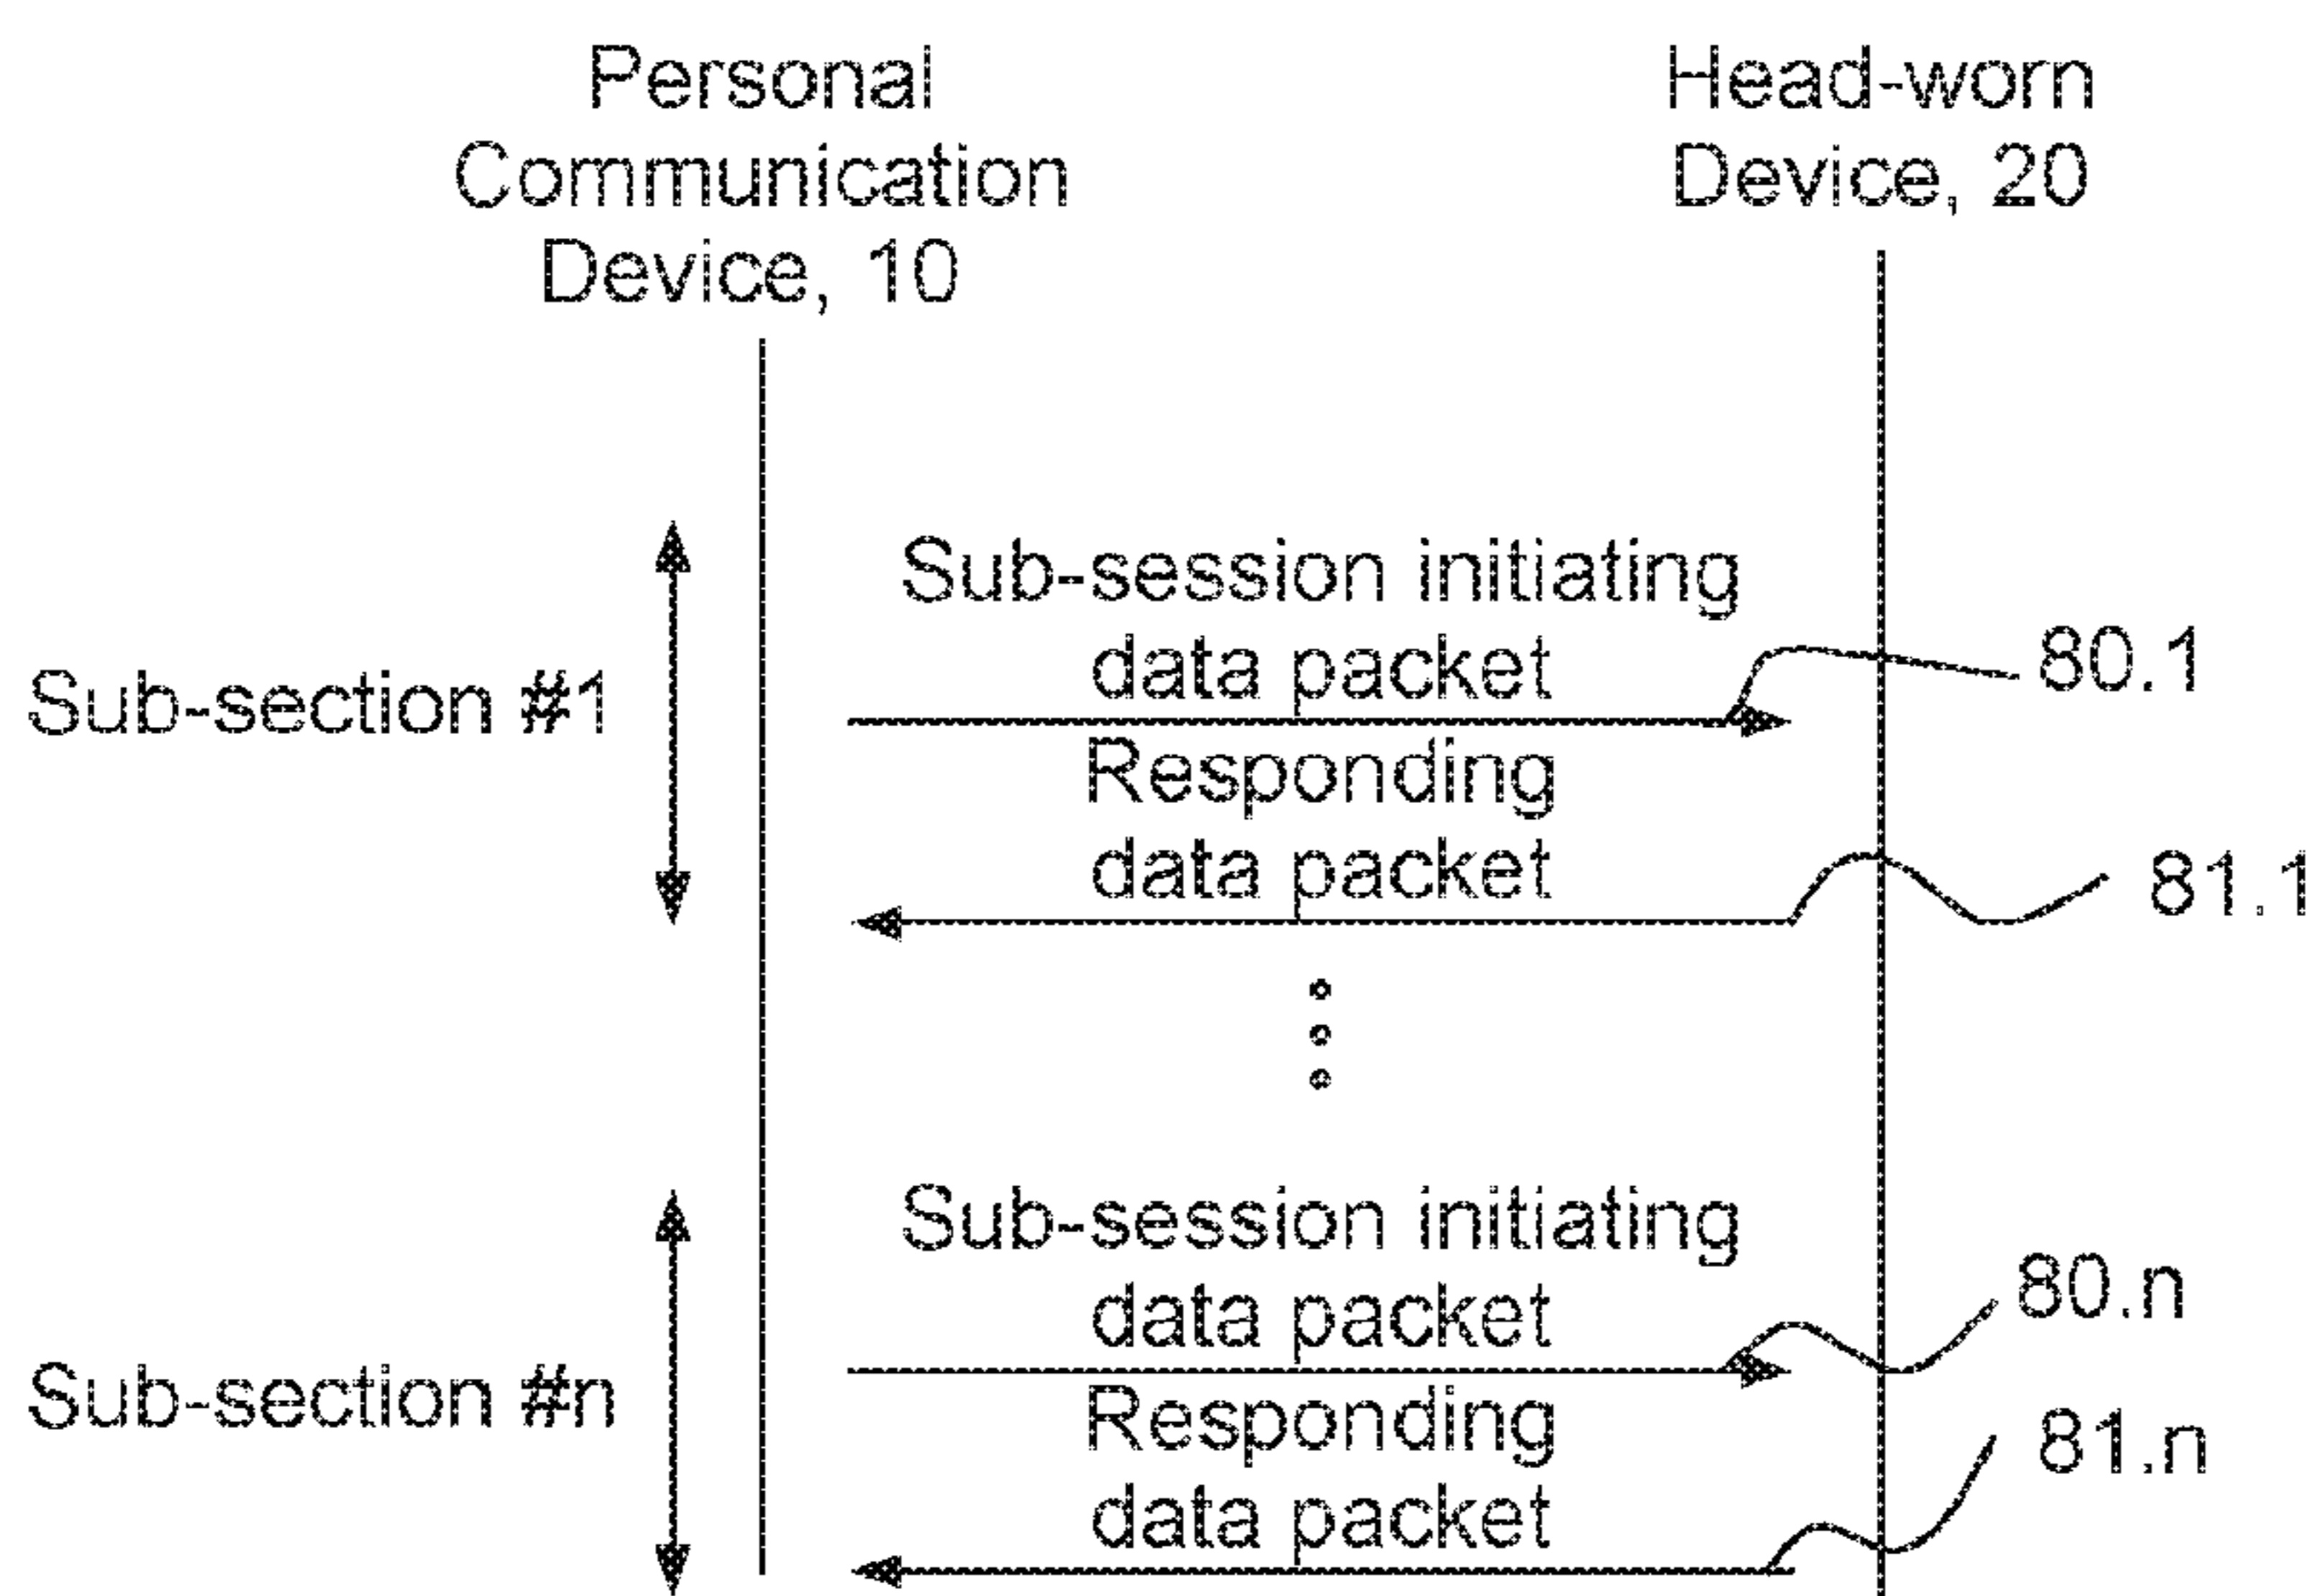 Personal
Communication
Device, 10
Head-worn
Device, 20
Sub-section #1
Sub-session initiating
data packet
80.1
Responding
data packet
81.1
Sub-section #n
Sub-session initiating
data packet
80.n
Responding
data packet
81.n